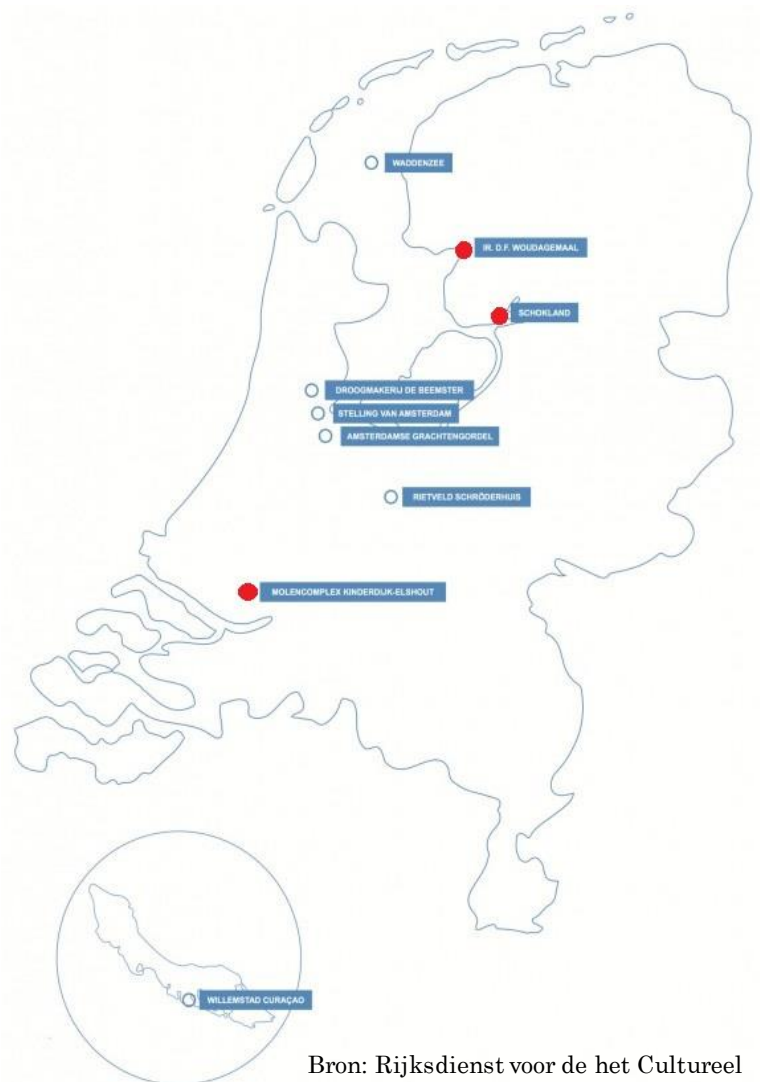 WADDENZEE
IR. D.F. WOUDAGEMAAL
SCHOKLAND
DROOGMAKERIJ DE BEEMSTER
STELLING VAN AMSTERDAM
AMSTERDAMSE GRACHTENGORDEL
RIETVELD SCHRÖDERHUIS
MOLENCOMPLEX KINDERDIJK-ELSHOUT
WILLEMSTAD CURAÇAO
Bron: Rijksdienst voor de het Cultureel